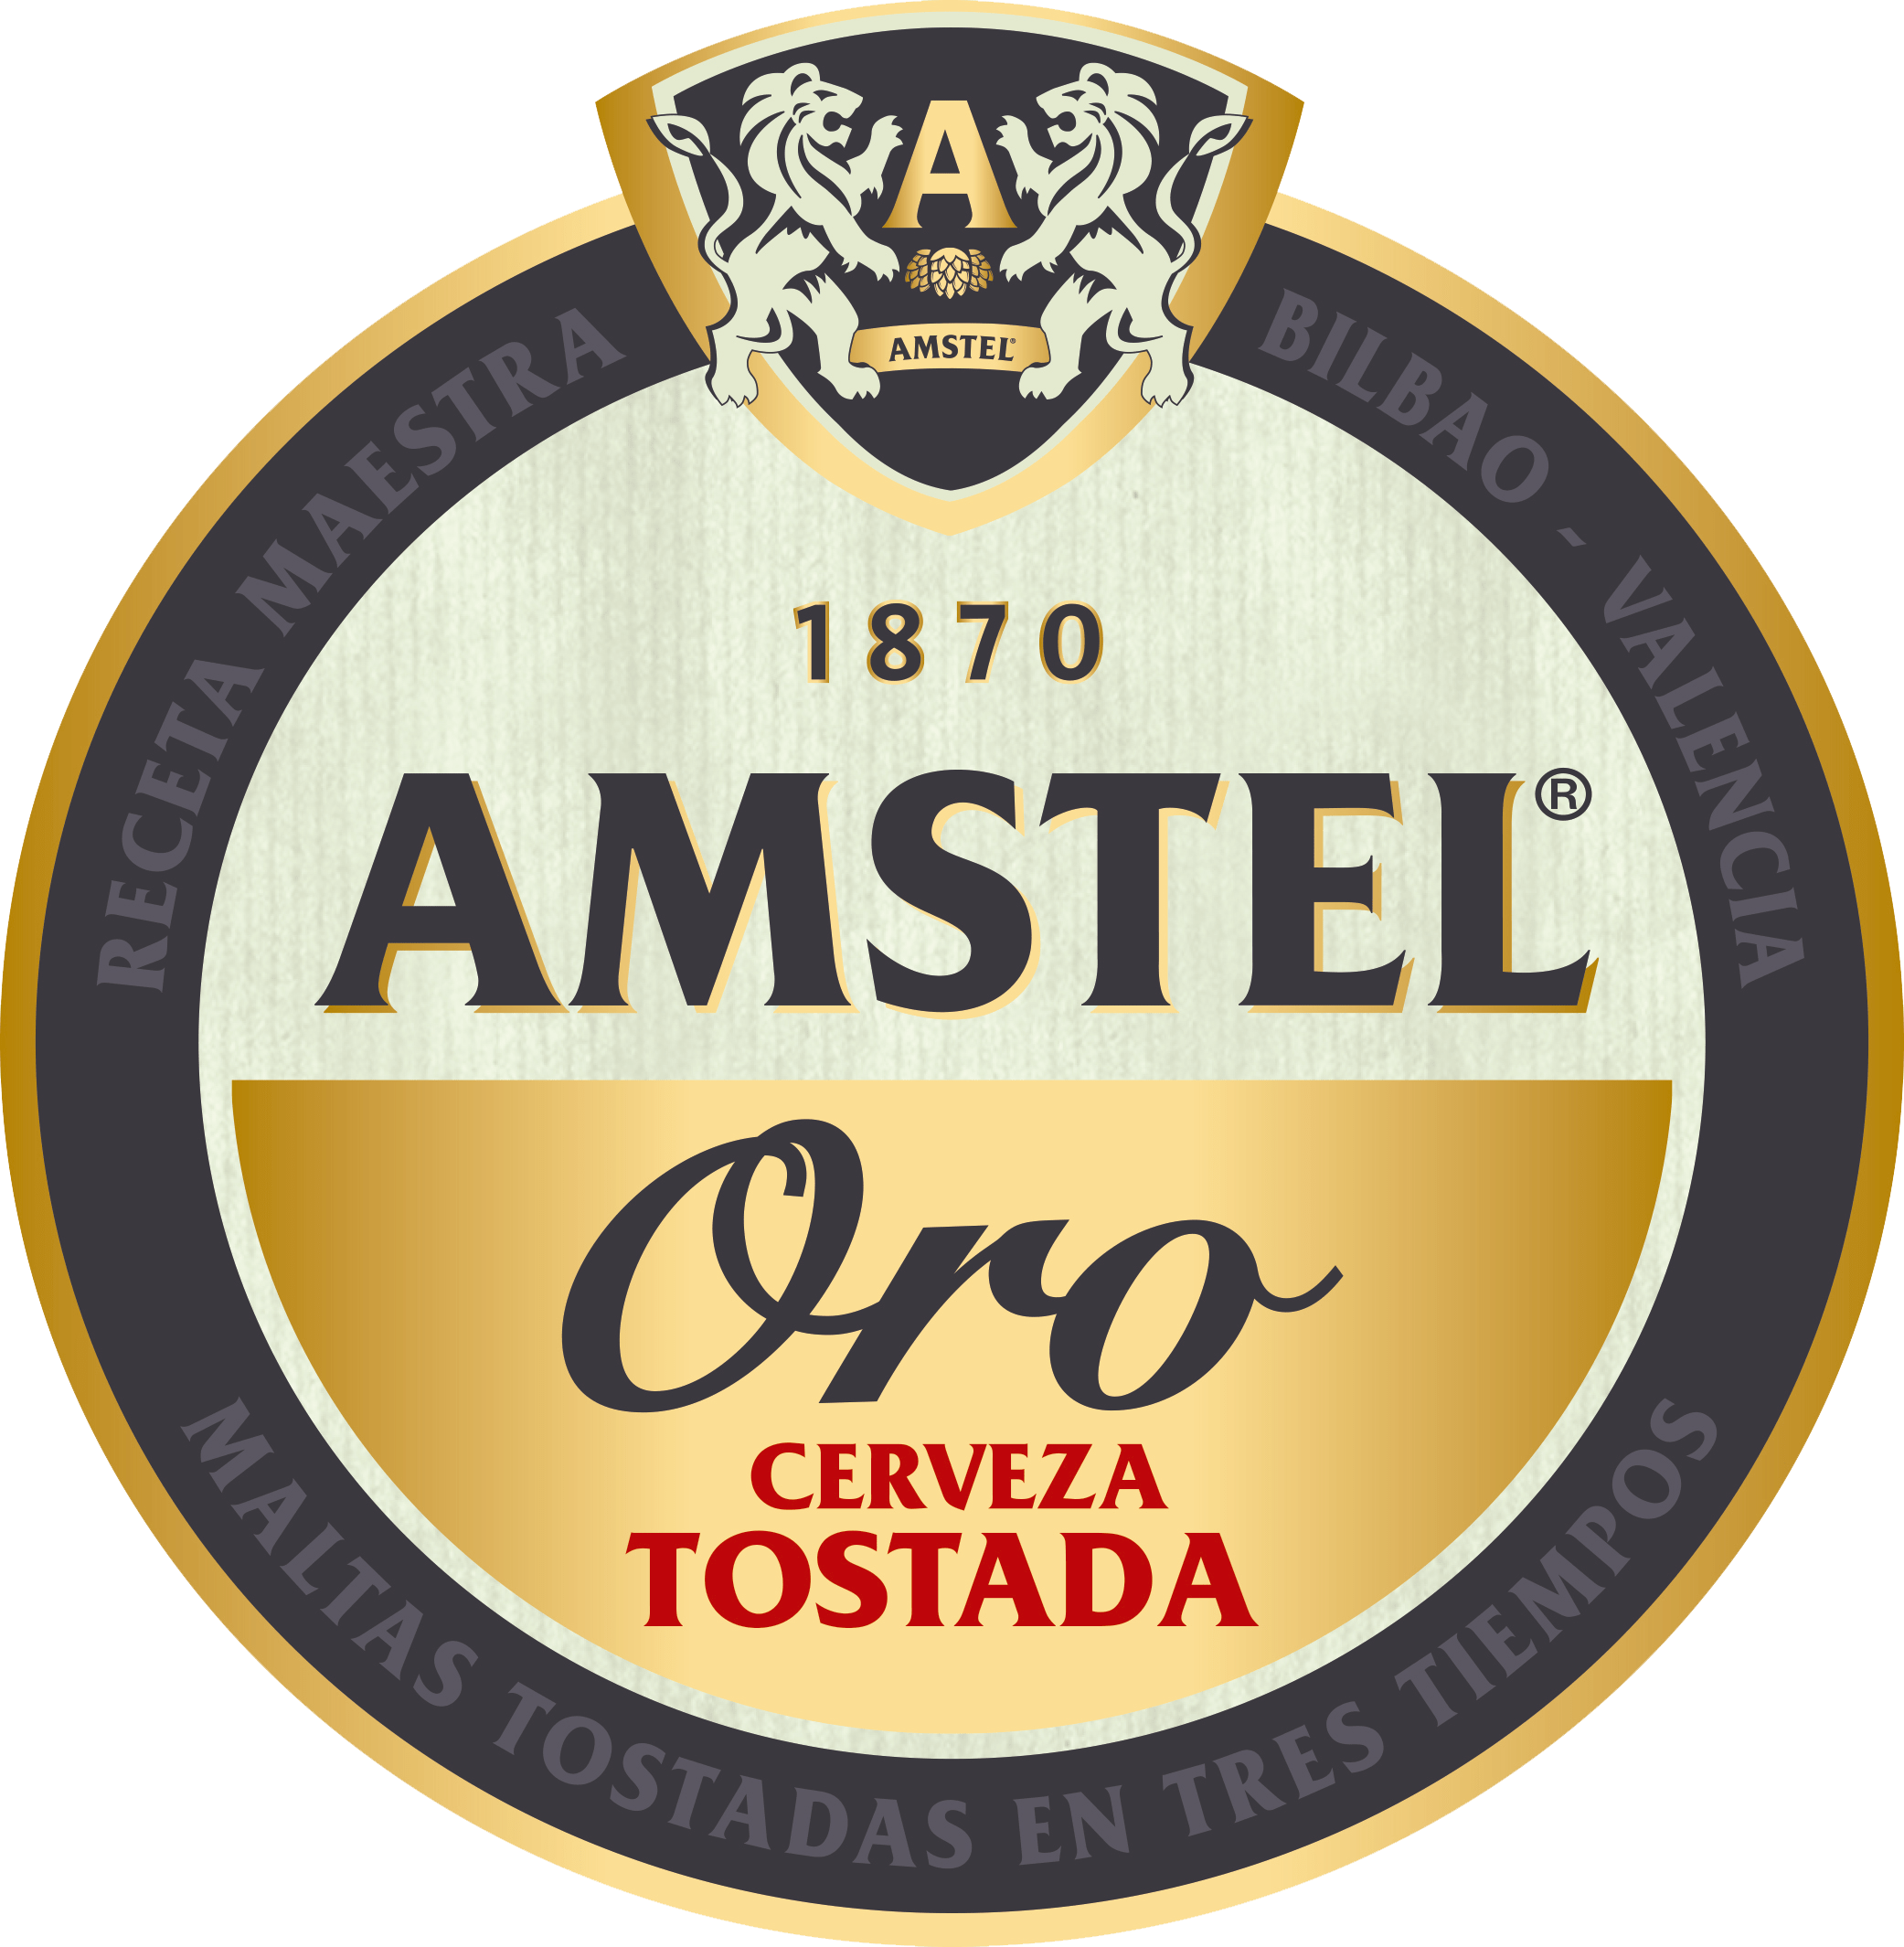 A
AMSTEL®
RECETA MAESTRA
BILBAO - VALENCIA
1870
AMSTEL®
Oro
CERVEZA
TOSTADA
MALTAS TOSTADAS EN TRES TIEMPOS